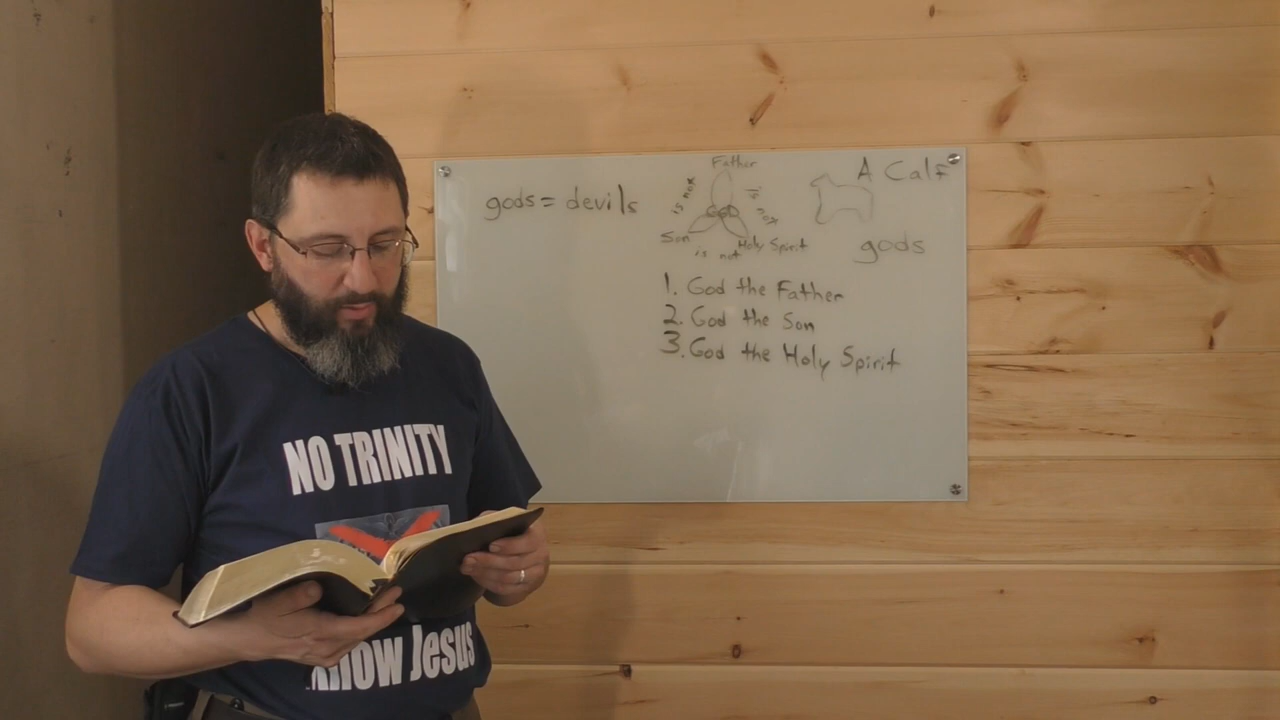 gods = devils
Father
is not
is not
GOD
Son
is not
Holy Spirit
A Calf
gods
1. God the Father
2. God the Son
3. God the Holy Spirit
NO TRINITY
Know Jesus